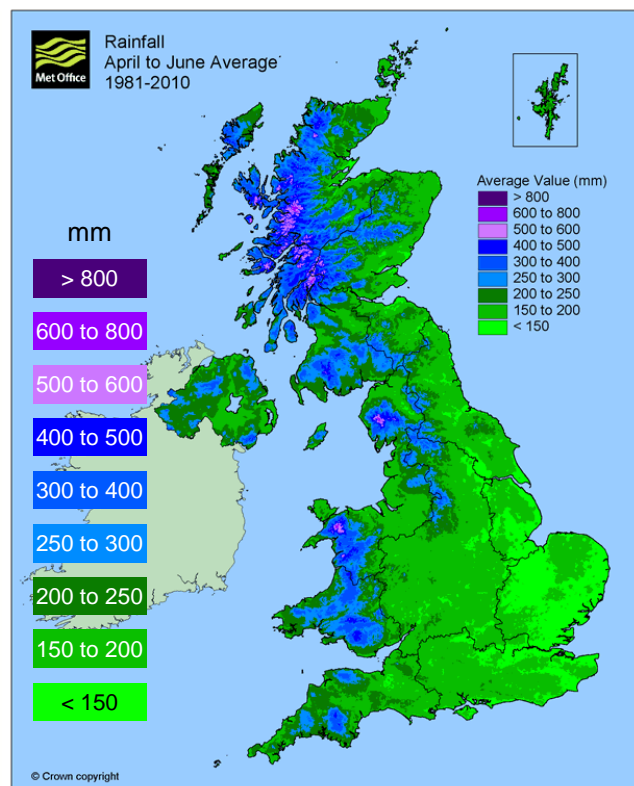 Met Office
Rainfall
April to June Average
1981-2010
Average Value (mm)
> 800
600 to 800
500 to 600
400 to 500
300 to 400
250 to 300
200 to 250
150 to 200
< 150
mm
> 800
600 to 800
500 to 600
400 to 500
300 to 400
250 to 300
200 to 250
150 to 200
< 150
© Crown copyright